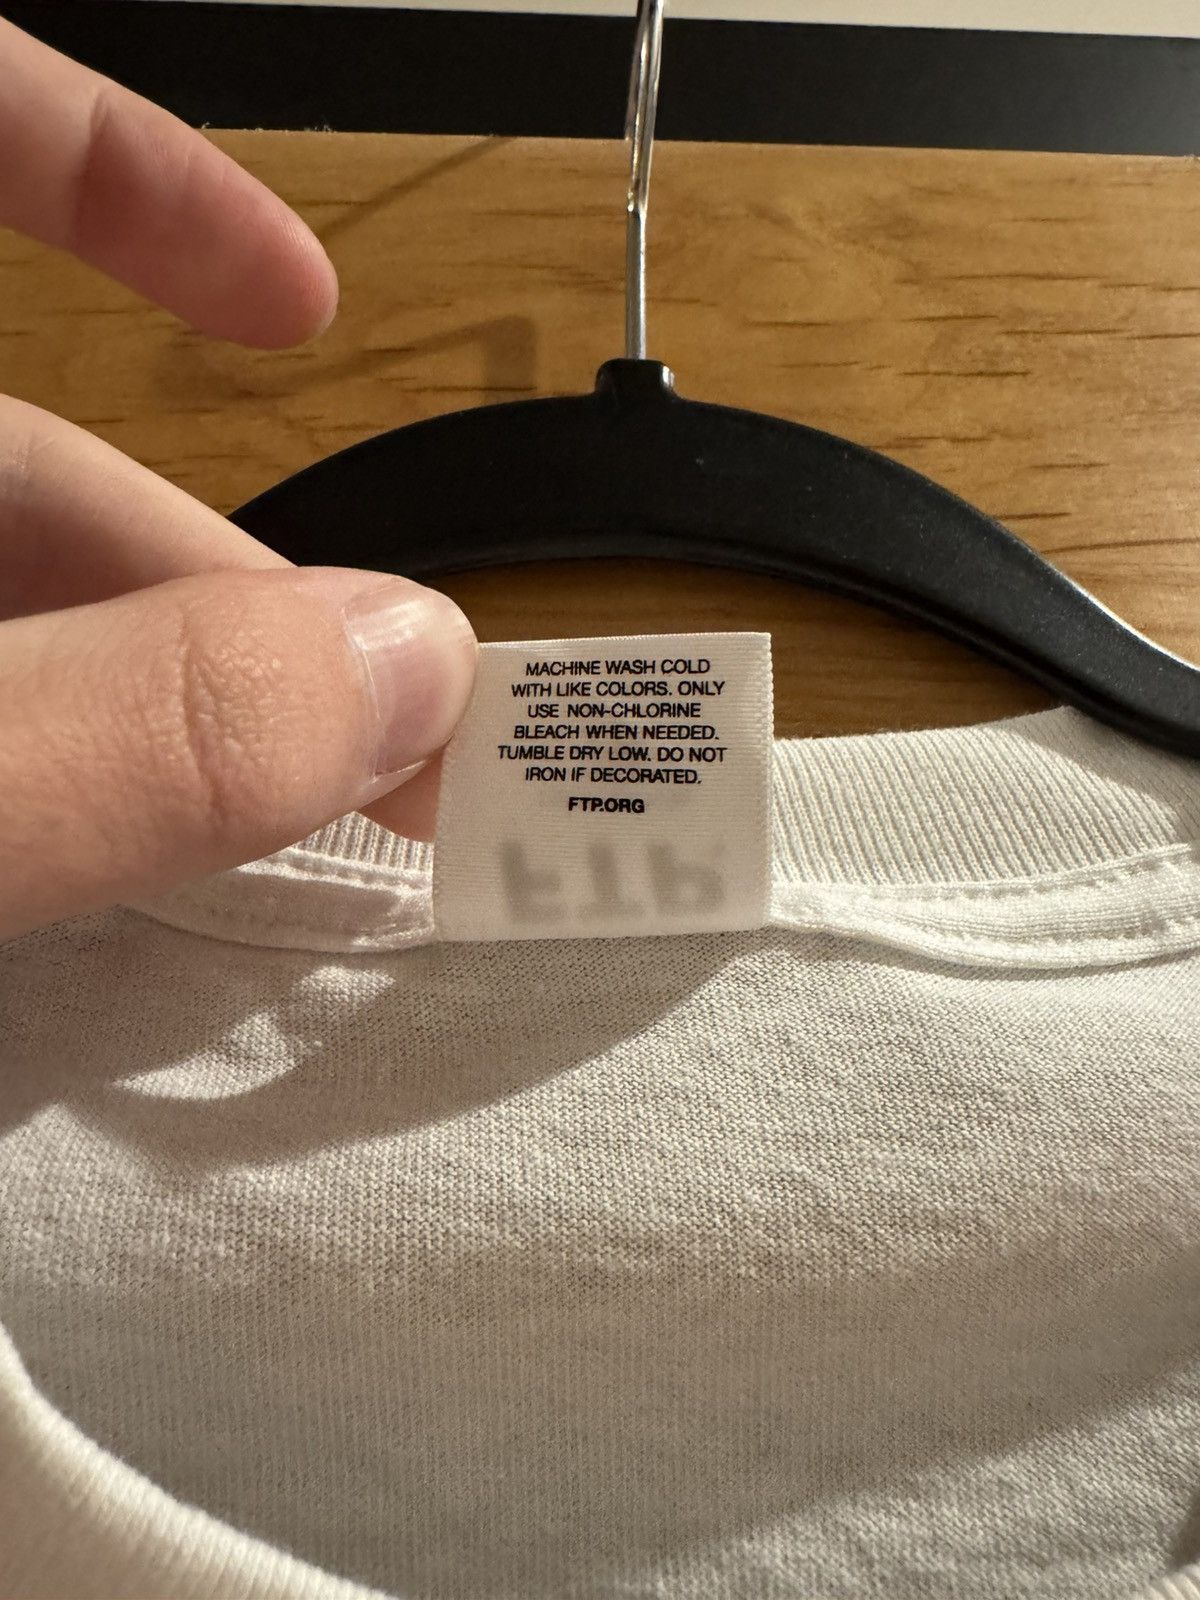 MACHINE WASH COLD
WITH LIKE COLORS. ONLY
USE NON-CHLORINE
BLEACH WHEN NEEDED.
TUMBLE DRY LOW. DO NOT
IRON IF DECORATED.
FTP.ORG
FTP